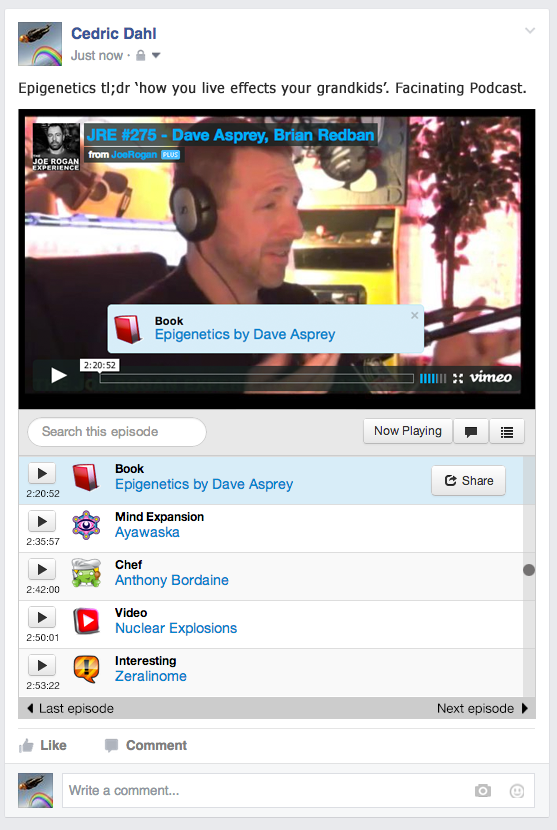 Cedric Dahl
Just now ·
Epigenetics tl;dr ‘how you live effects your grandkids’. Facinating Podcast.
JRE #275 - Dave Asprey, Brian Redban
from JoeRogan PLUS
THE
JOE ROGAN
EXPERIENCE
Book
Epigenetics by Dave Asprey
×
2:20:52
vimeo
Search this episode
Now Playing
Book
Epigenetics by Dave Asprey
Share
2:20:52
Mind Expansion
Ayawaska
2:35:57
Chef
Anthony Bordaine
2:42:00
Video
Nuclear Explosions
2:50:01
Interesting
Zeralinome
2:53:22
Last episode
Next episode
Like
Comment
Write a comment...